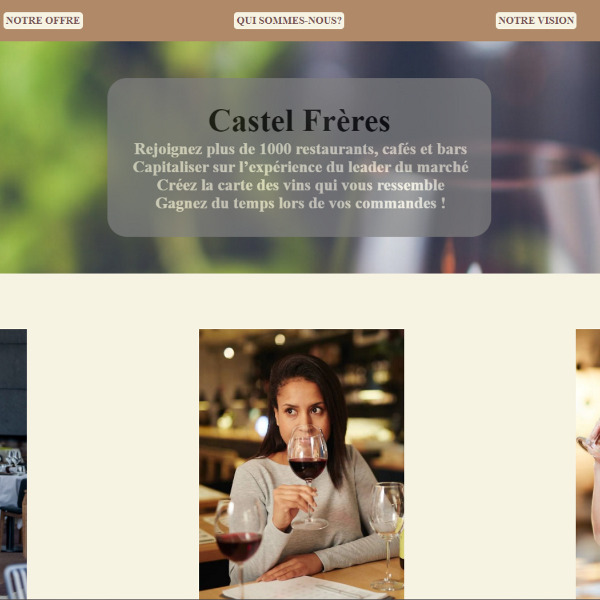 NOTRE OFFRE
QUI SOMMES-NOUS?
NOTRE VISION
Castel Frères
Rejoignez plus de 1000 restaurants, cafés et bars
Capitaliser sur l’expérience du leader du marché
Créez la carte des vins qui vous ressemble
Gagnez du temps lors de vos commandes !